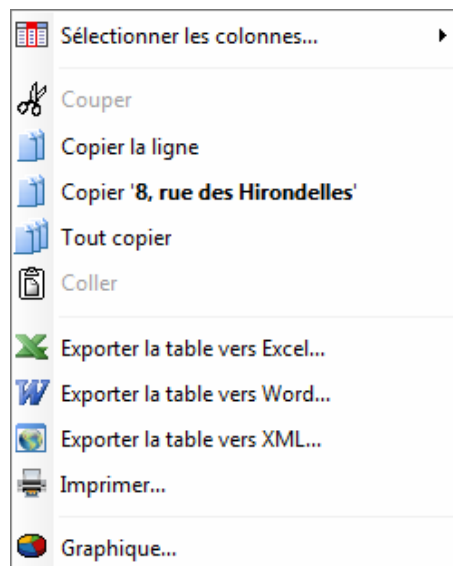 Sélectionner les colonnes...
Couper
Copier la ligne
Copier '8, rue des Hirondelles'
Tout copier
Coller
Exporter la table vers Excel...
Exporter la table vers Word...
Exporter la table vers XML...
Imprimer...
Graphique...